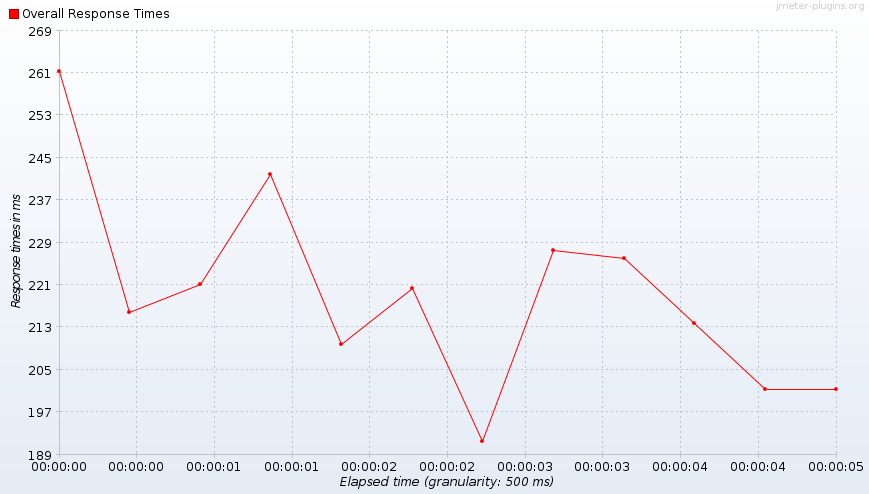 jmeter-plugins.org
Overall Response Times
269
261
253
245
237
229
221
213
205
197
189
Response times in ms
00:00:00 00:00:00 00:00:01 00:00:01 00:00:02 00:00:02 00:00:03 00:00:03 00:00:04 00:00:04 00:00:05
Elapsed time (granularity: 500 ms)